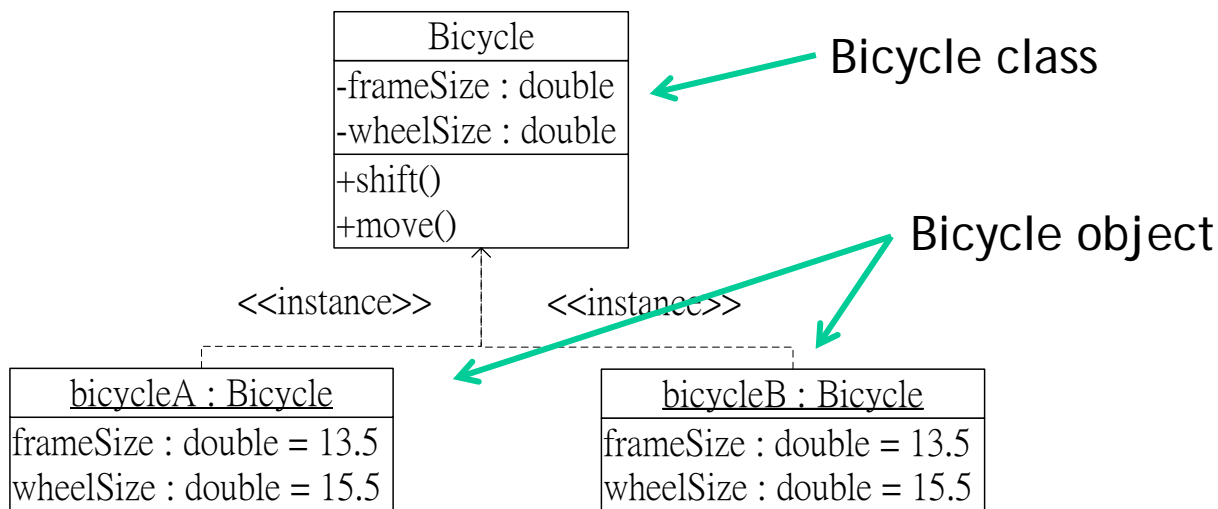 Bicycle
-frameSize : double
-wheelSize : double
+shift()
+move()
Bicycle class
Bicycle object
<<instance>>
<<instance>>
bicycleA : Bicycle
frameSize : double = 13.5
wheelSize : double = 15.5
bicycleB : Bicycle
frameSize : double = 13.5
wheelSize : double = 15.5